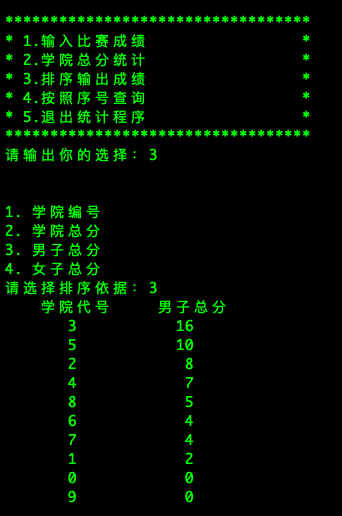 **********************************
* 1.输入比赛成绩 *
* 2.学院总分统计 *
* 3.排序输出成绩 *
* 4.按照序号查询 *
* 5.退出统计程序 *
**********************************
请输出你的选择: 3
1. 学院编号
2. 学院总分
3. 男子总分
4. 女子总分
请选择排序依据: 3
学院代号 男子总分
3 16
5 10
2 8
4 7
8 5
6 4
7 4
1 2
0 0
9 0